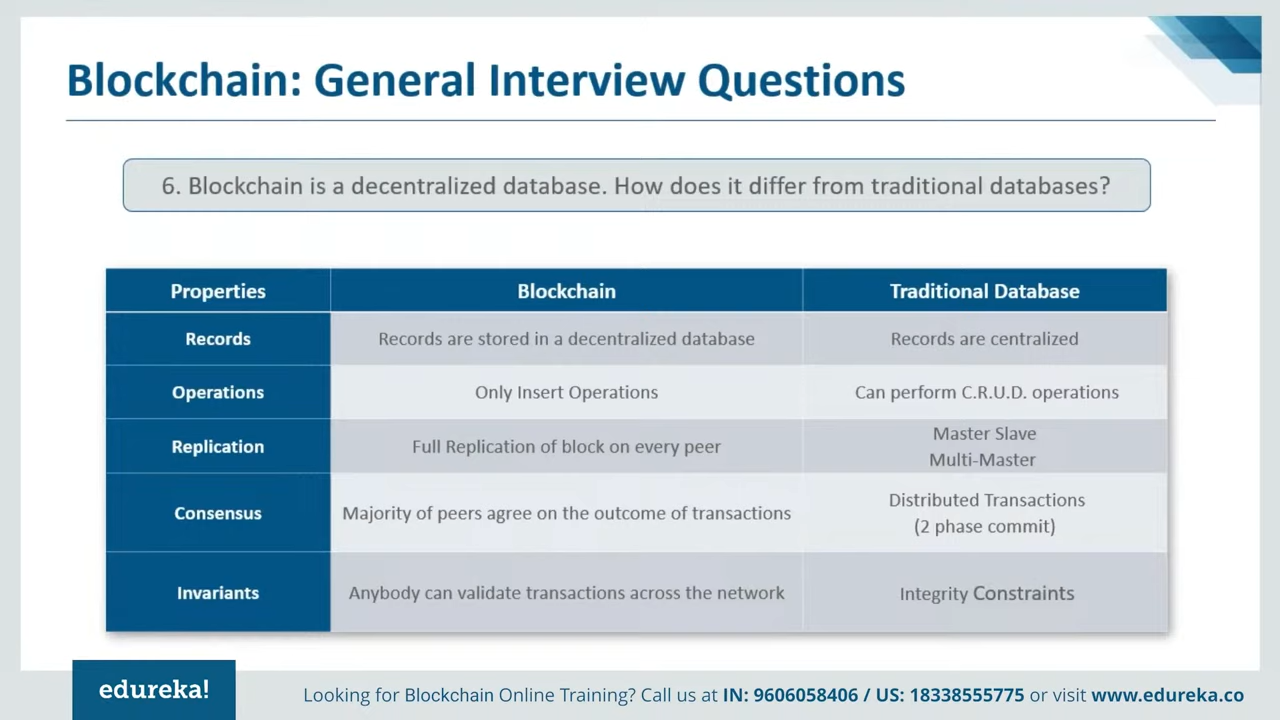 Blockchain: General Interview Questions
6. Blockchain is a decentralized database. How does it differ from traditional databases?
Properties Blockchain Traditional Database
Records Records are stored in a decentralized database Records are centralized
Operations Only Insert Operations Can perform C.R.U.D. operations
Replication Full Replication of block on every peer Master Slave
Multi-Master
Consensus Majority of peers agree on the outcome of transactions Distributed Transactions
(2 phase commit)
Invariants Anybody can validate transactions across the network Integrity Constraints
edureka!
Looking for Blockchain Online Training? Call us at IN: 9606058406 / US: 18338555775 or visit www.edureka.co